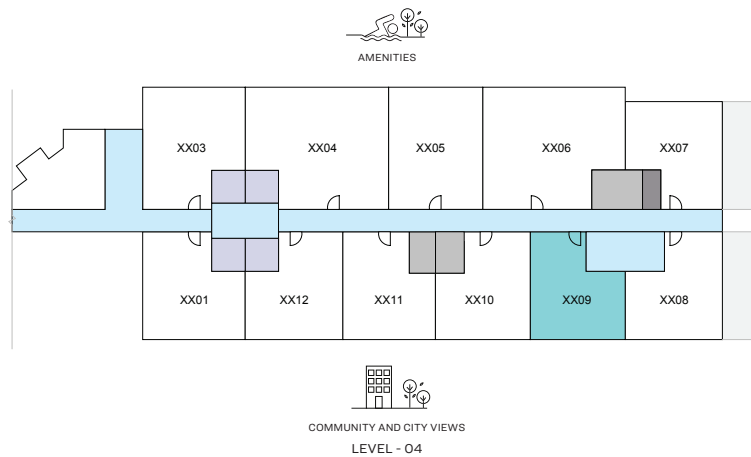 AMENITIES
XX03 XX04 XX05 XX06 XX07
XX01 XX12 XX11 XX10 XX09 XX08
COMMUNITY AND CITY VIEWS
LEVEL - 04